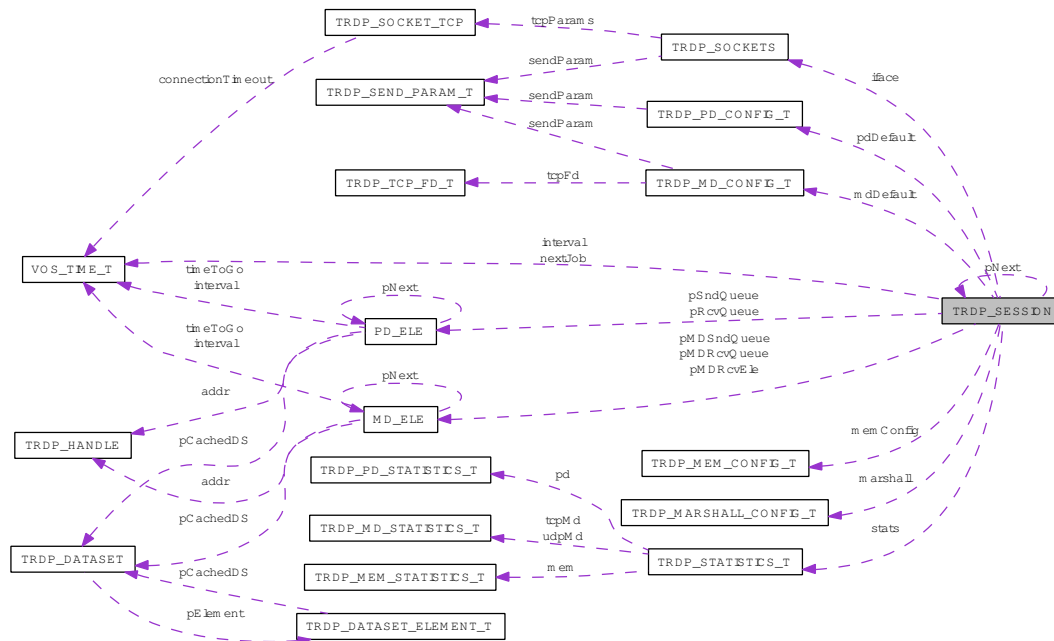 TRDP_SOCKET_TCP
tcpParams
TRDP_SOCKETS
connectionTimeout
sendParam
iface
TRDP_SEND_PARAM_T
sendParam
TRDP_PD_CONFIG_T
sendParam
pdDefault
TRDP_TCP_FD_T
tcpFd
TRDP_MD_CONFIG_T
mdDefault
interval
nextJob
VOS_TIME_T
timeToGo
interval
pNext
pNext
pSndQueue
pRcvQueue
TRDP_SESSION
timeToGo
interval
PD_ELE
pMDSndQueue
pMDRcvQueue
pMDRcvEle
pNext
addr
MD_ELE
TRDP_HANDLE
pCachedDS
memConfig
TRDP_PD_STATISTICS_T
pd
TRDP_MEM_CONFIG_T
addr
marshall
pCachedDS
TRDP_MD_STATISTICS_T
tcpMd
udpMd
TRDP_MARSHALL_CONFIG_T
stats
TRDP_DATASET
pCachedDS
TRDP_MEM_STATISTICS_T
mem
TRDP_STATISTICS_T
pElement
TRDP_DATASET_ELEMENT_T